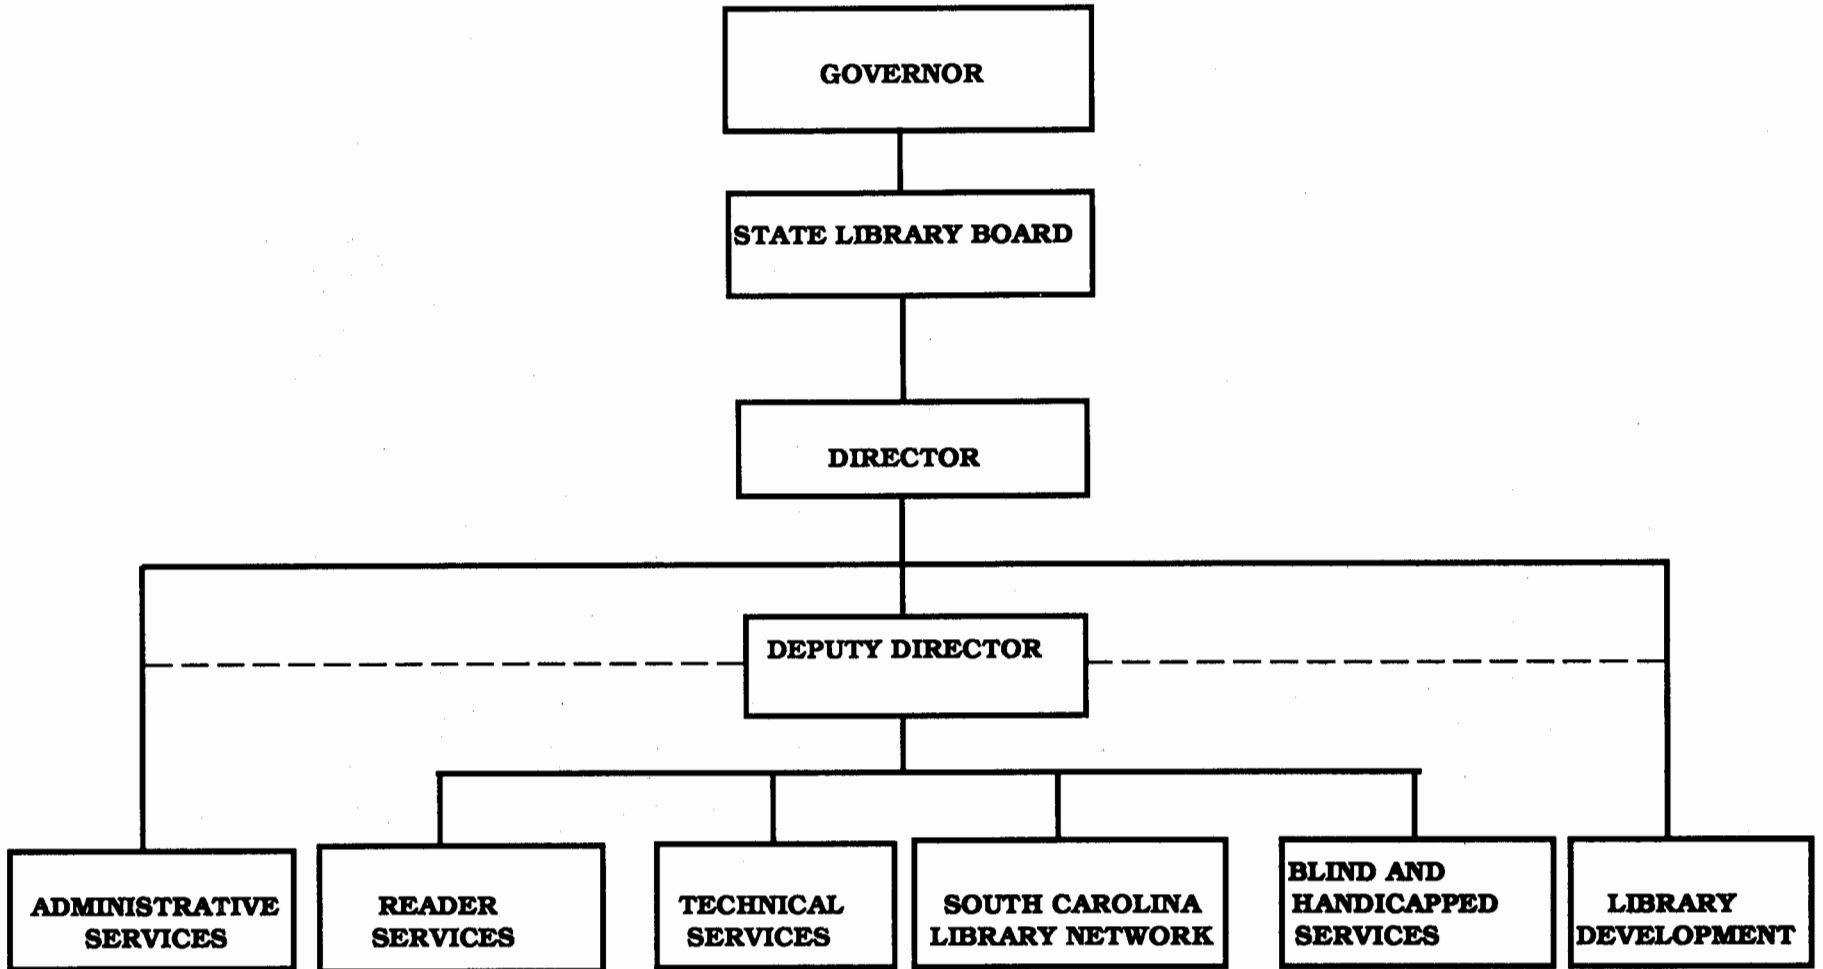 GOVERNOR
STATE LIBRARY BOARD
DIRECTOR
DEPUTY DIRECTOR
ADMINISTRATIVE
SERVICES
READER
SERVICES
TECHNICAL
SERVICES
SOUTH CAROLINA
LIBRARY NETWORK
BLIND AND
HANDICAPPED
SERVICES
LIBRARY
DEVELOPMENT